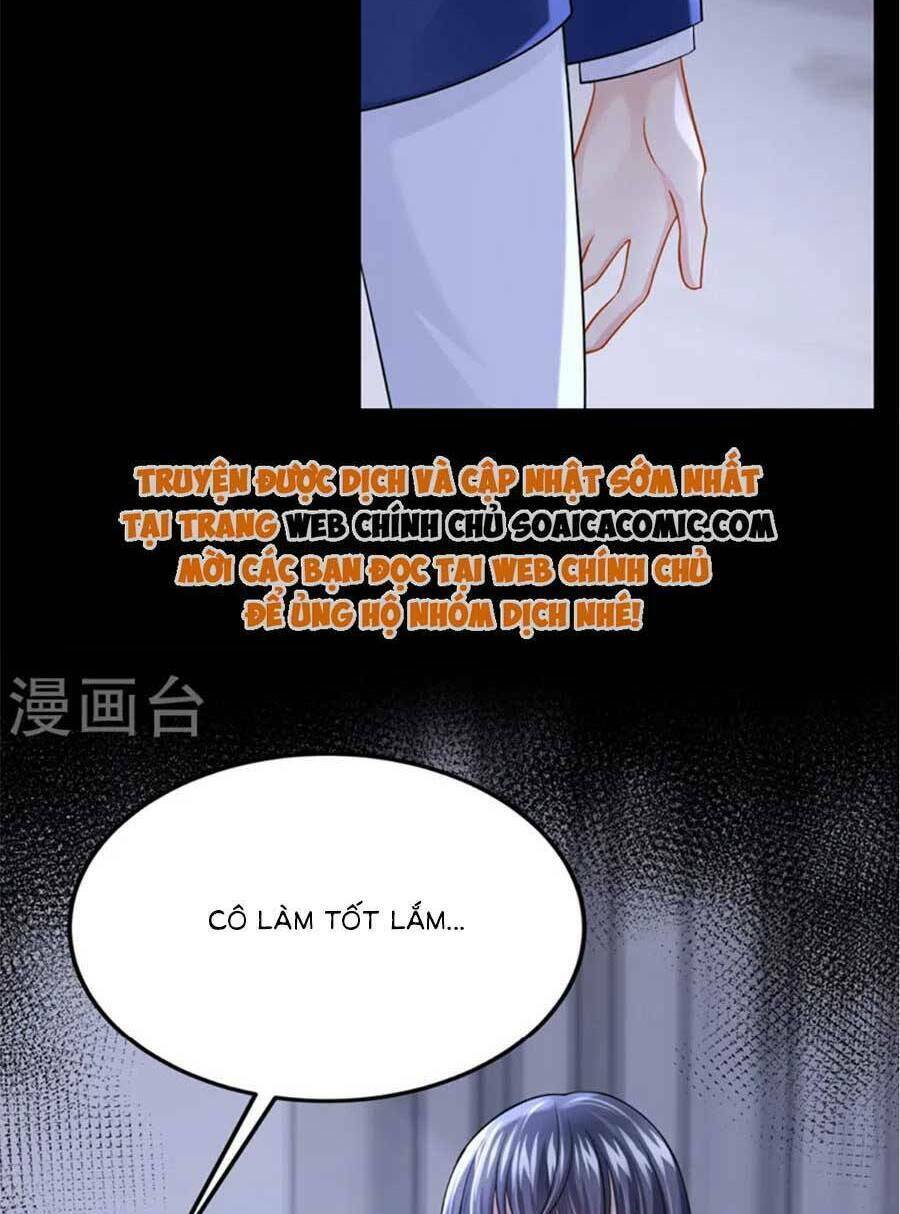 TRUYỆN ĐƯỢC DỊCH VÀ CẬP NHẬT SỚM NHẤT
TẠI TRANG WEB CHÍNH CHỦ SOAICACOMIC.COM
MỜI CÁC BẠN ĐỌC TẠI WEB CHÍNH CHỦ
ĐỂ ỦNG HỘ NHÓM DỊCH NHÉ!
漫画台
CÔ LÀM TỐT LẮM...